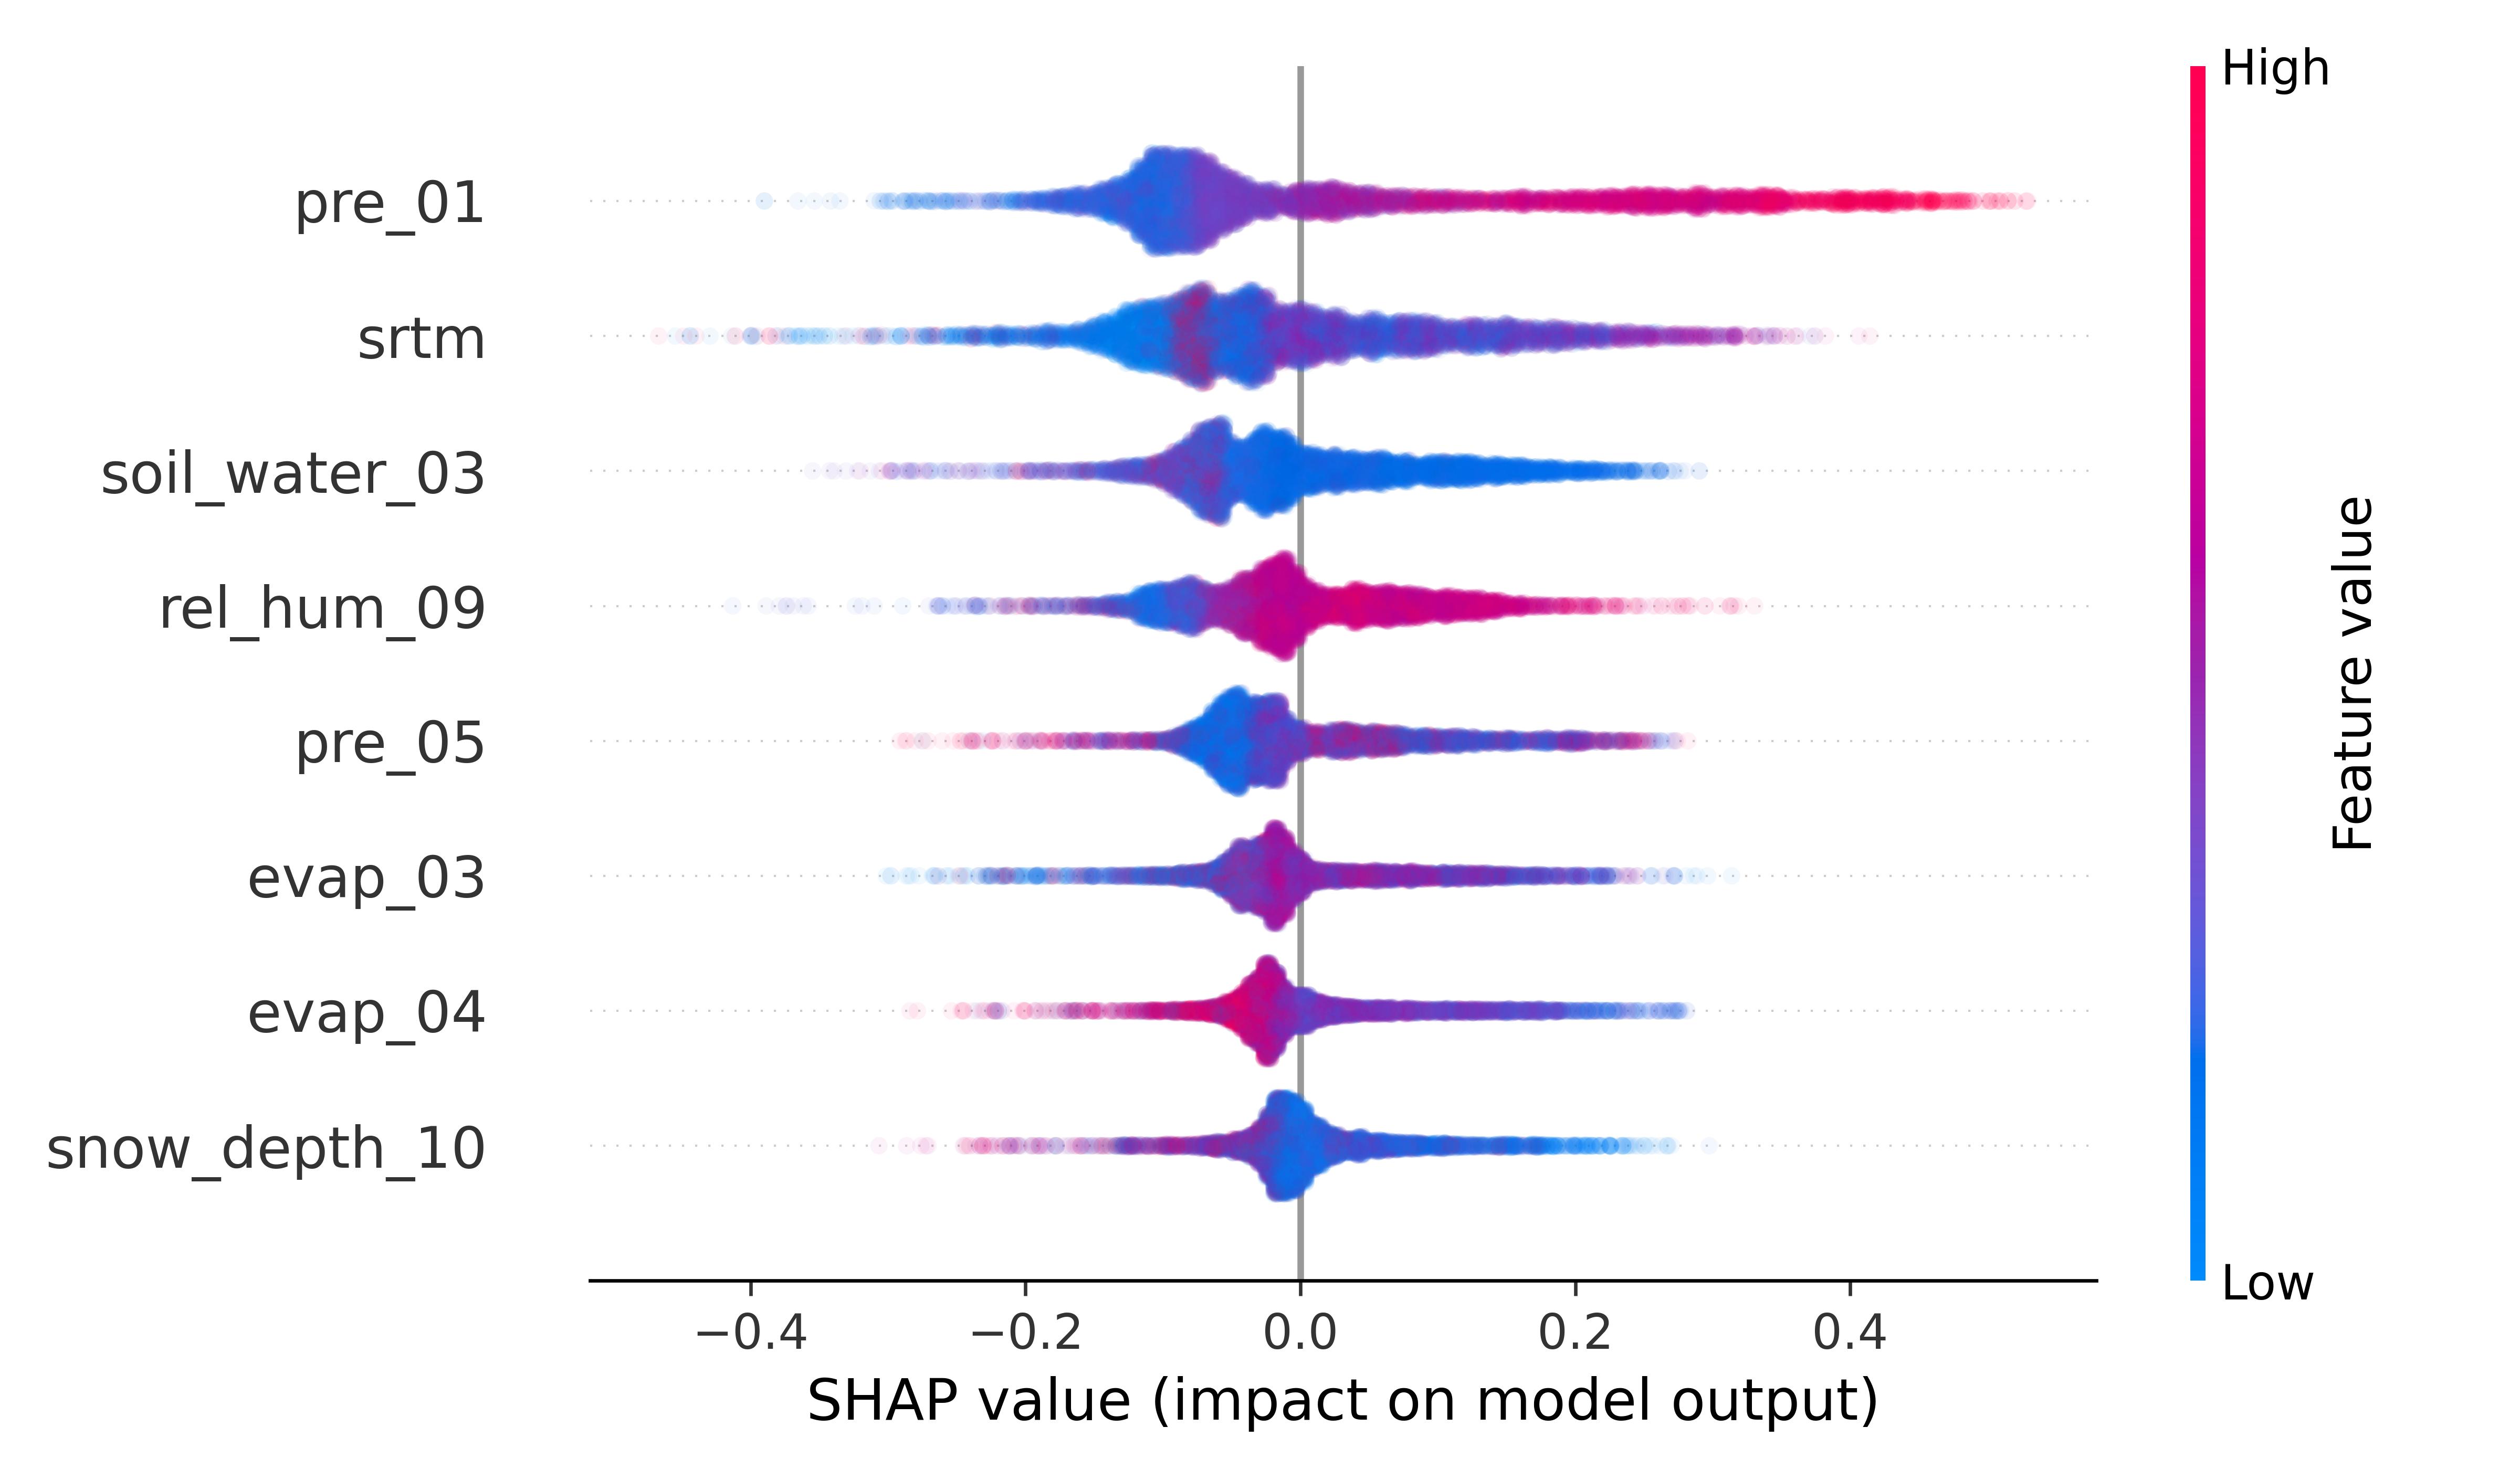 High
pre_01
srtm
soil_water_03
rel_hum_09
pre_05
evap_03
evap_04
snow_depth_10
Feature value
Low
−0.4 −0.2 0.0 0.2 0.4
SHAP value (impact on model output)